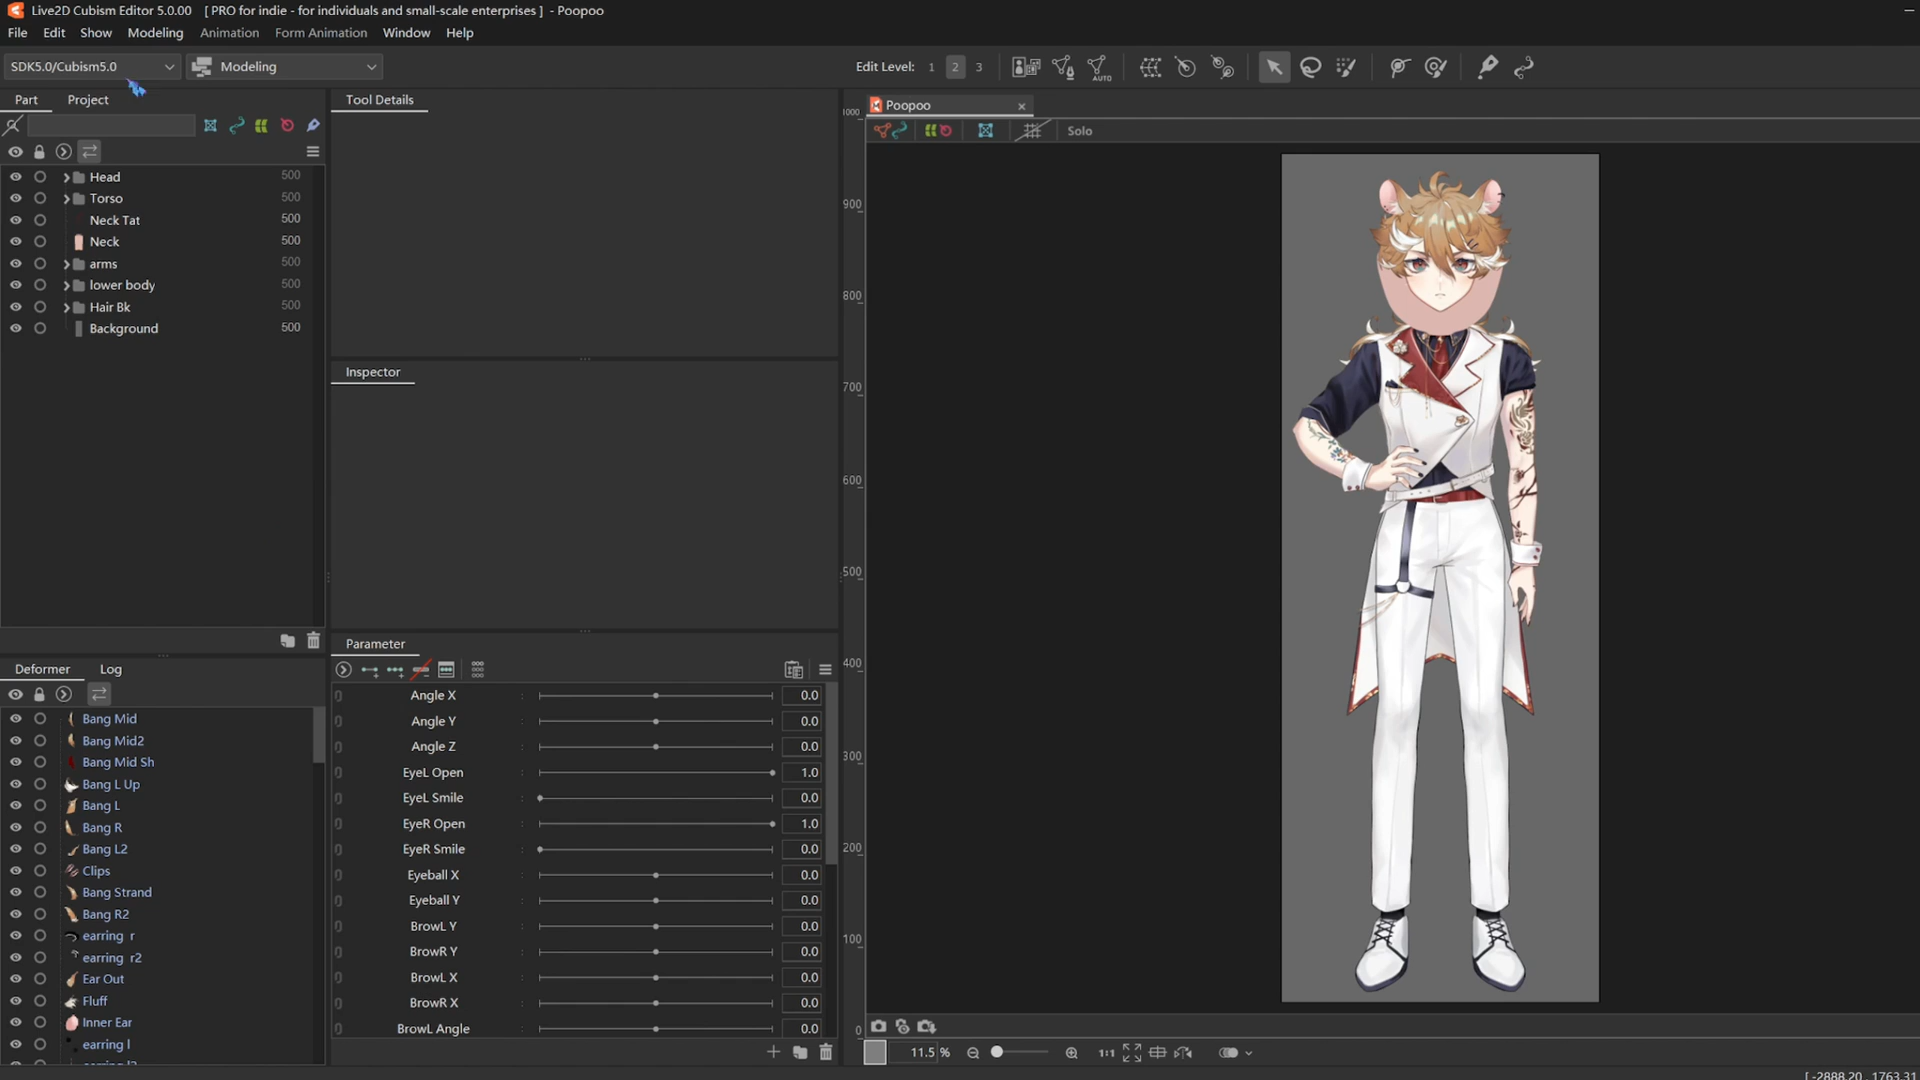 Live2D Cubism Editor 5.0.00 [ PRO for indie - for individuals and small-scale enterprises ] - Poopoo
File Edit Show Modeling Animation Form Animation Window Help
SDK5.0/Cubism5.0 Modeling Edit Level: 1 2 3 AUTO
Part Project
Head 500
Torso 500
Neck Tat 500
Neck 500
arms 500
lower body 500
Hair Bk 500
Background 500
Deformer Log
Bang Mid
Bang Mid2
Bang Mid Sh
Bang L Up
Bang L
Bang R
Bang L2
Clips
Bang Strand
Bang R2
earring r
earring r2
Ear Out
Fluff
Inner Ear
earring l
Tool Details
Inspector
Parameter
Angle X : 0.0
Angle Y : 0.0
Angle Z : 0.0
EyeL Open : 1.0
EyeL Smile : 0.0
EyeR Open : 1.0
EyeR Smile : 0.0
Eyeball X : 0.0
Eyeball Y : 0.0
BrowL Y : 0.0
BrowR Y : 0.0
BrowL X : 0.0
BrowR X : 0.0
BrowL Angle : 0.0
Poopoo
Solo
900
800
700
600
500
400
300
200
100
0
11.5 % 1:1
[ -2888.20 , 1763.31